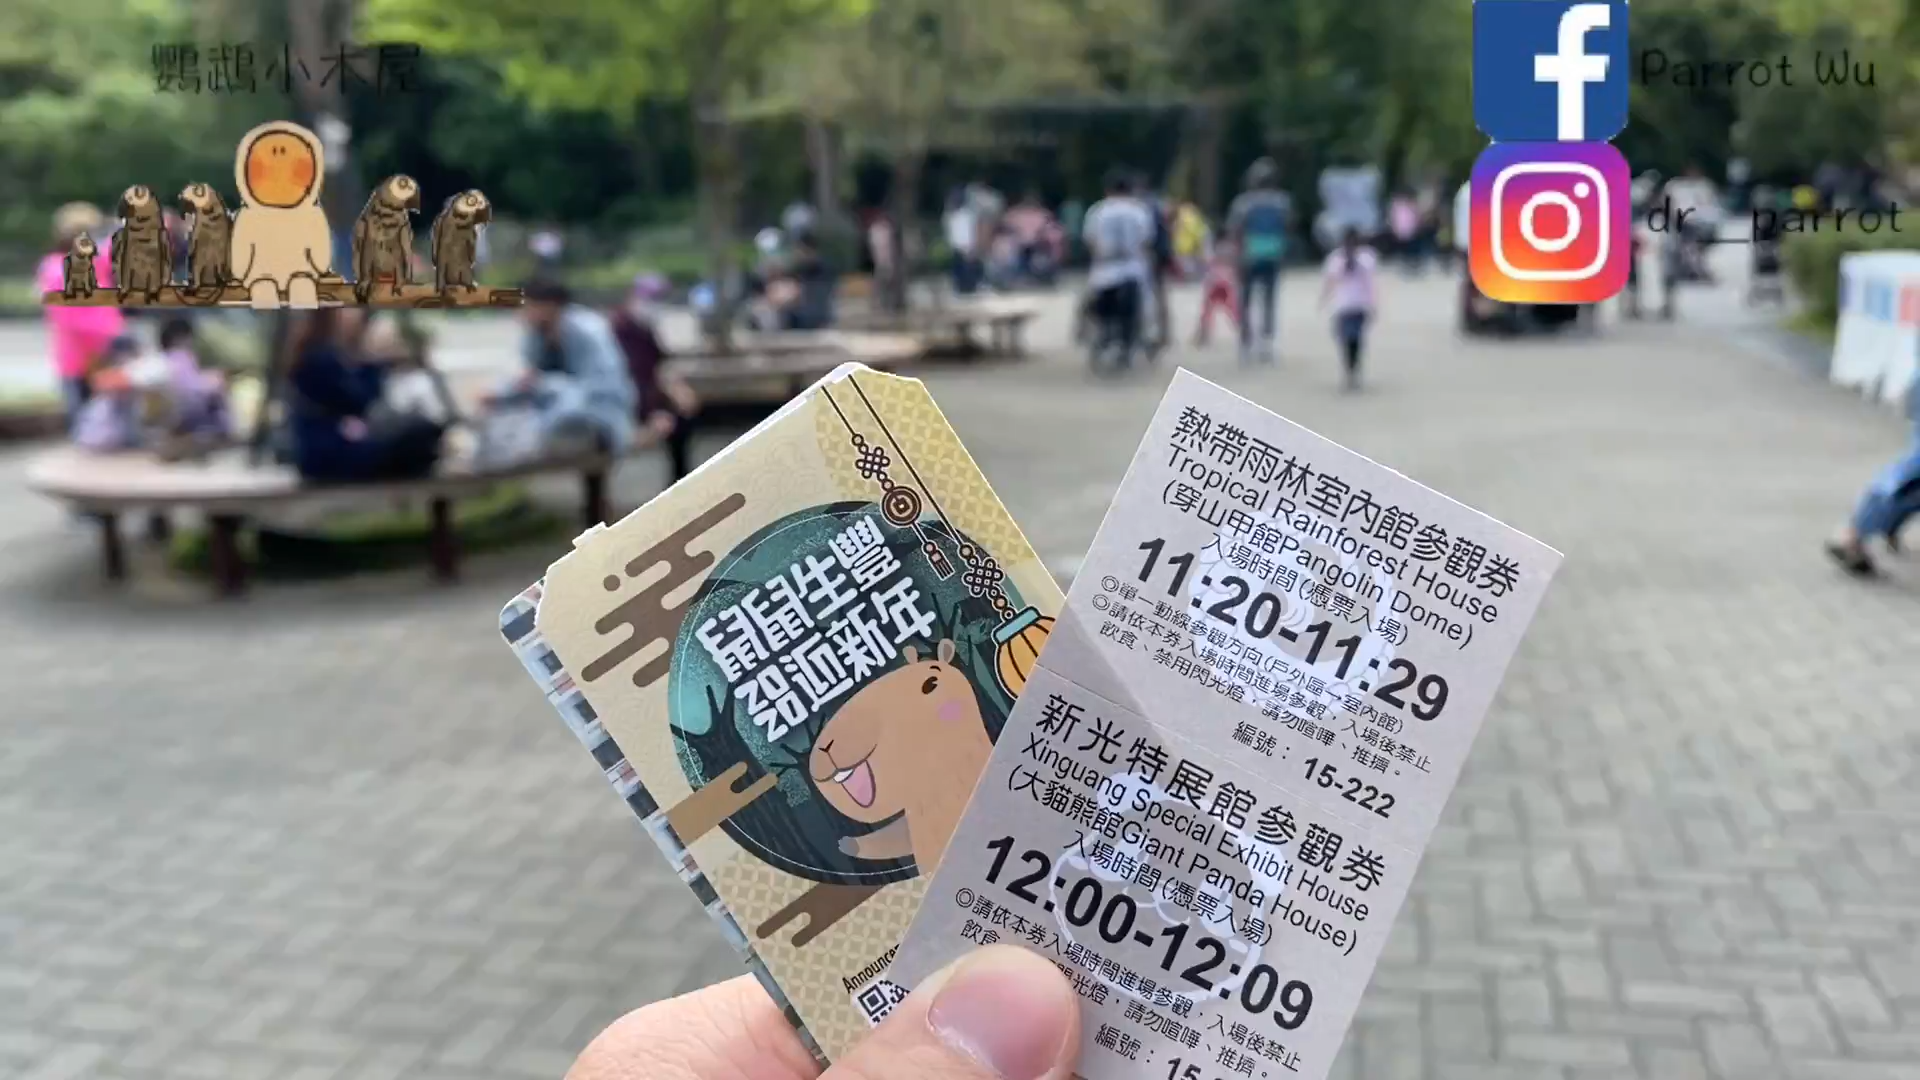 鸚鵡小木屋
Parrot Wu
dr__parrot
鼠鼠生豐
2020迎新年
Announce
熱帶雨林室內館參觀券
Tropical Rainforest House
(穿山甲館Pangolin Dome)
入場時間(憑票入場)
11:20-11:29
◎單一動線參觀方向(戶外區→室內館)
◎請依本券入場時間進場參觀，入場後禁止
飲食、禁用閃光燈，請勿喧嘩、推擠。
編號：15-222
新光特展館參觀券
Xinguang Special Exhibit House
(大貓熊館Giant Panda House)
入場時間(憑票入場)
12:00-12:09
◎請依本券入場時間進場參觀，入場後禁止
飲食 光燈，請勿喧嘩、推擠。
編號：15-